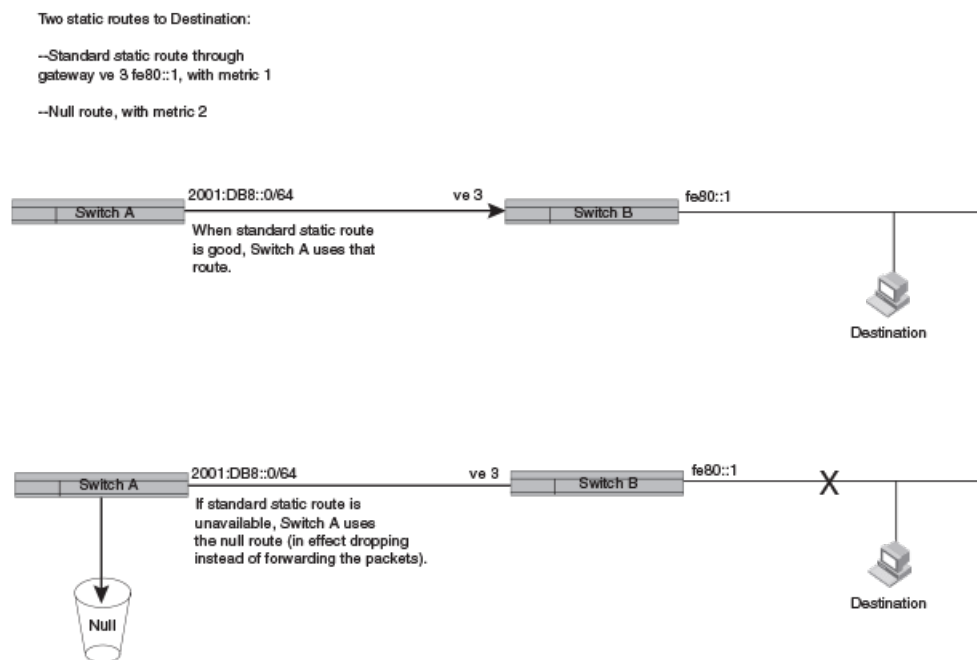 Two static routes to Destination:
--Standard static route through
gateway ve 3 fe80::1, with metric 1
--Null route, with metric 2
2001:DB8::0/64
ve 3
fe80::1
Switch A
Switch B
When standard static route
is good, Switch A uses that
route.
Destination
2001:DB8::0/64
ve 3
fe80::1
Switch A
Switch B
X
If standard static route is
unavailable, Switch A uses
the null route (in effect dropping
instead of forwarding the packets).
Destination
Null